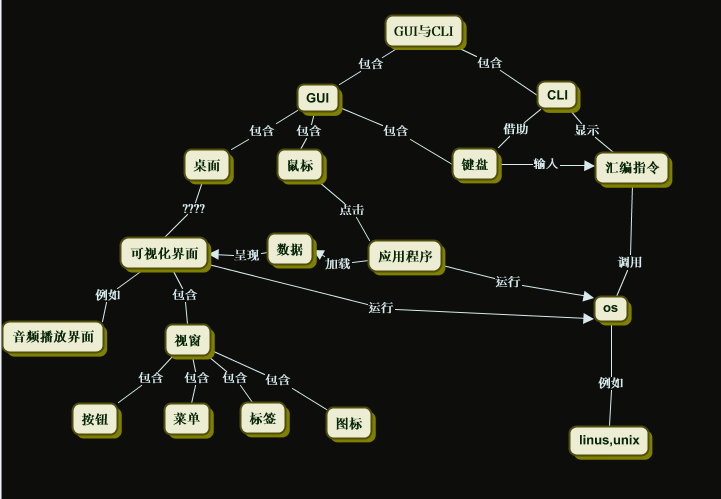 GUI与CLI
包含
包含
GUI
CLI
包含
包含
包含
借助
显示
桌面
鼠标
键盘
输入
汇编指令
????
点击
可视化界面
呈现
数据
加载
应用程序
调用
例如
包含
运行
运行
os
音频播放界面
视窗
包含
包含
包含
包含
例如
按钮
菜单
标签
图标
linus,unix